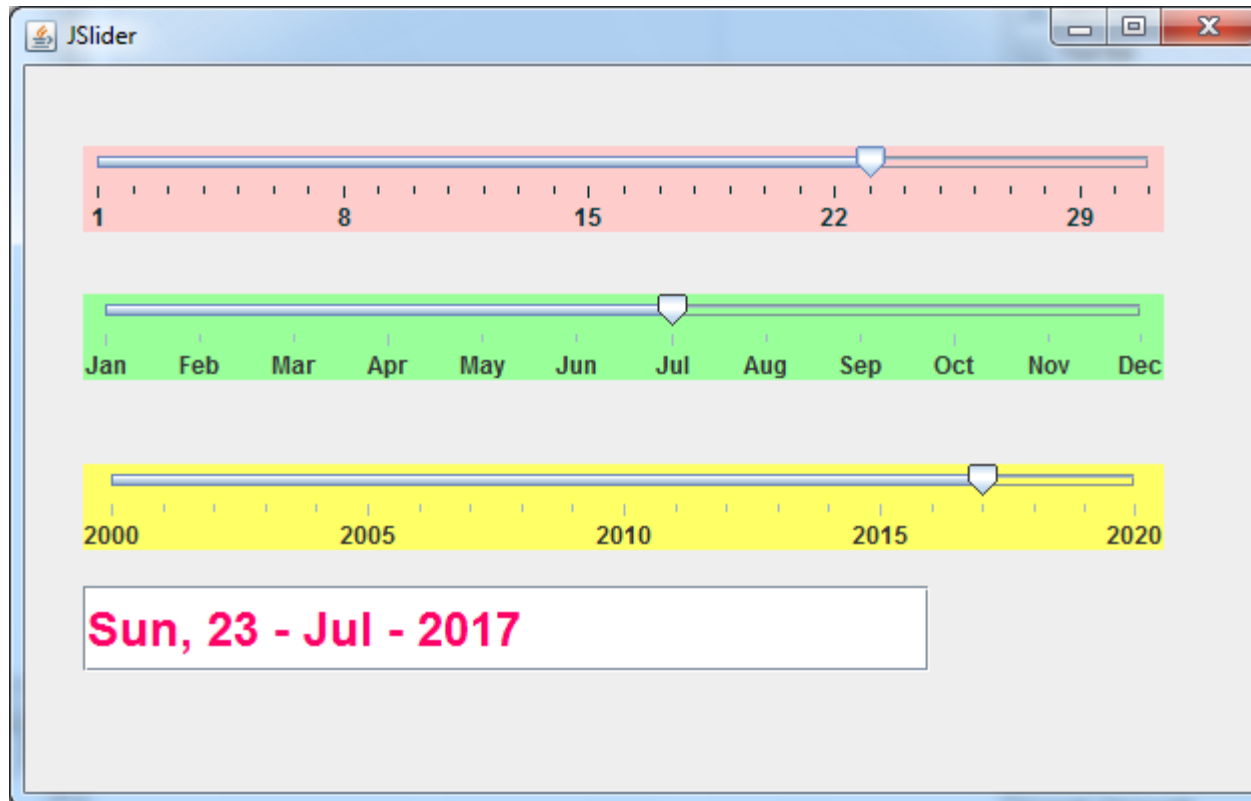 JSlider
1 8 15 22 29
Jan Feb Mar Apr May Jun Jul Aug Sep Oct Nov Dec
2000 2005 2010 2015 2020
Sun, 23 - Jul - 2017